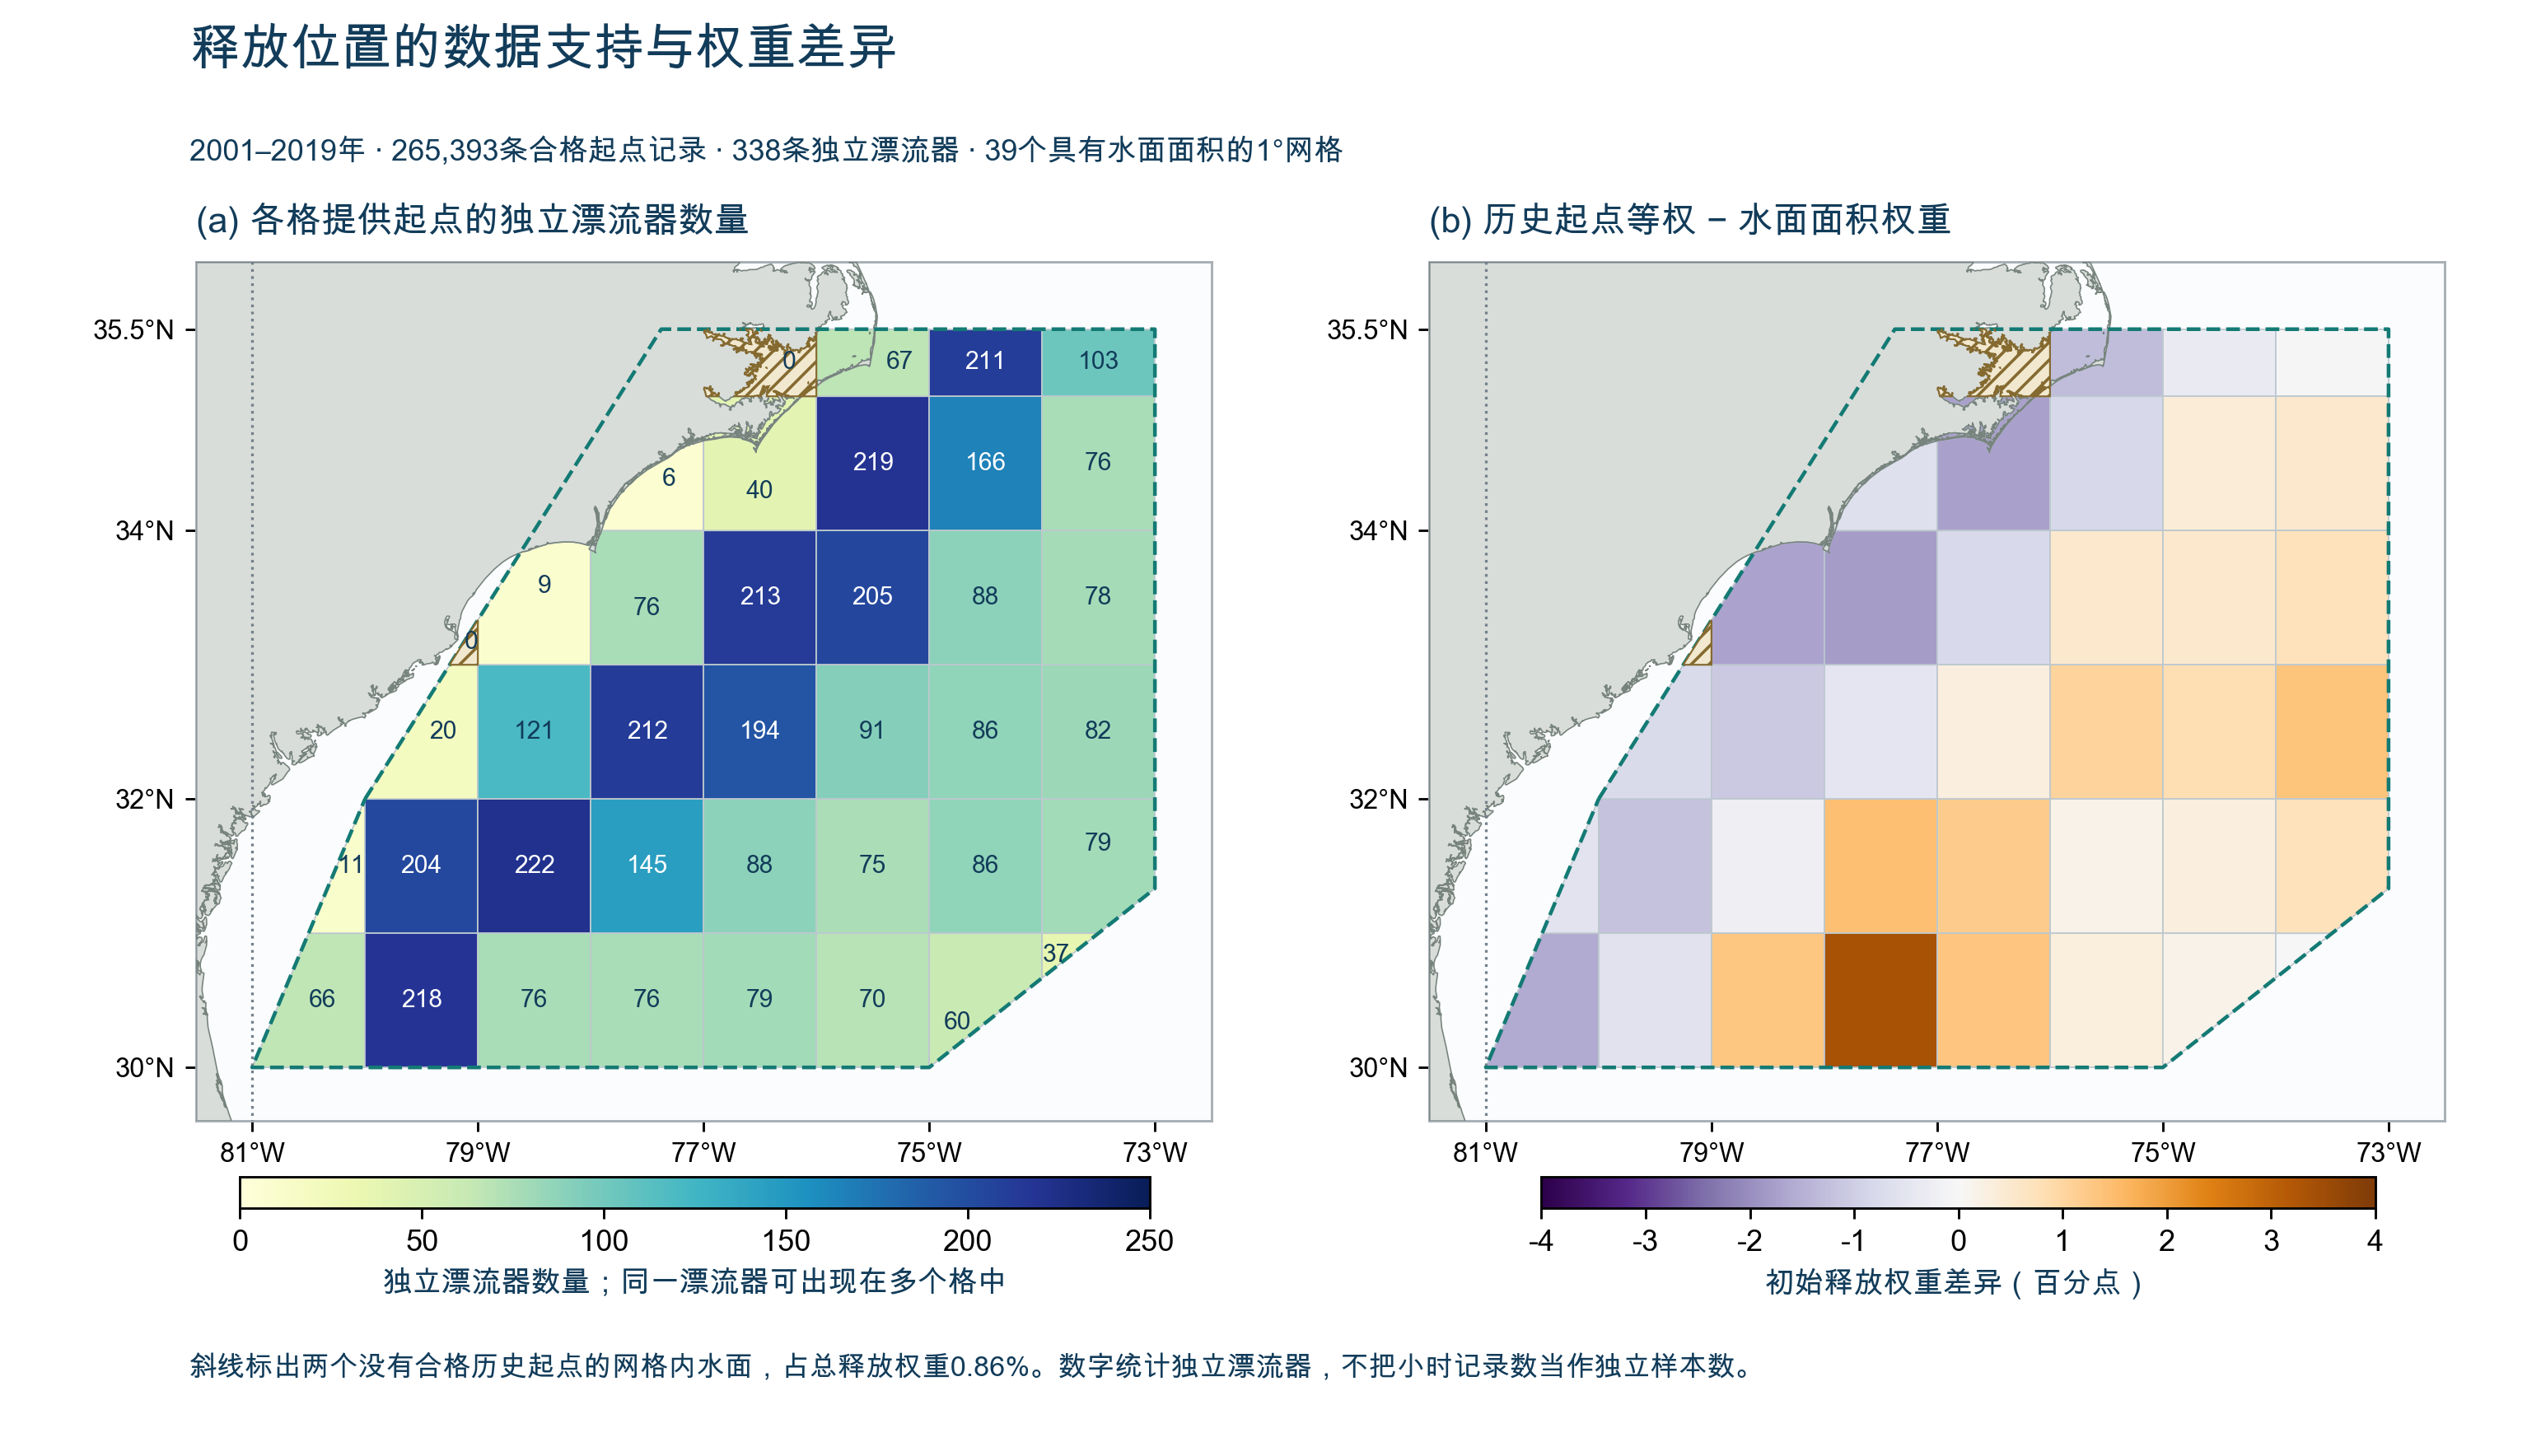 释放位置的数据支持与权重差异
2001–2019年 · 265,393条合格起点记录 · 338条独立漂流器 · 39个具有水面面积的1°网格
(a) 各格提供起点的独立漂流器数量
35.5°N
34°N
32°N
30°N
0 67 211 103
6 40 219 166 76
9 76 213 205 88 78
0
20 121 212 194 91 86 82
11 204 222 145 88 75 86 79
66 218 76 76 79 70 60 37
81°W 79°W 77°W 75°W 73°W
0 50 100 150 200 250
独立漂流器数量；同一漂流器可出现在多个格中
(b) 历史起点等权 − 水面面积权重
35.5°N
34°N
32°N
30°N
81°W 79°W 77°W 75°W 73°W
-4 -3 -2 -1 0 1 2 3 4
初始释放权重差异（百分点）
斜线标出两个没有合格历史起点的网格内水面，占总释放权重0.86%。数字统计独立漂流器，不把小时记录数当作独立样本数。